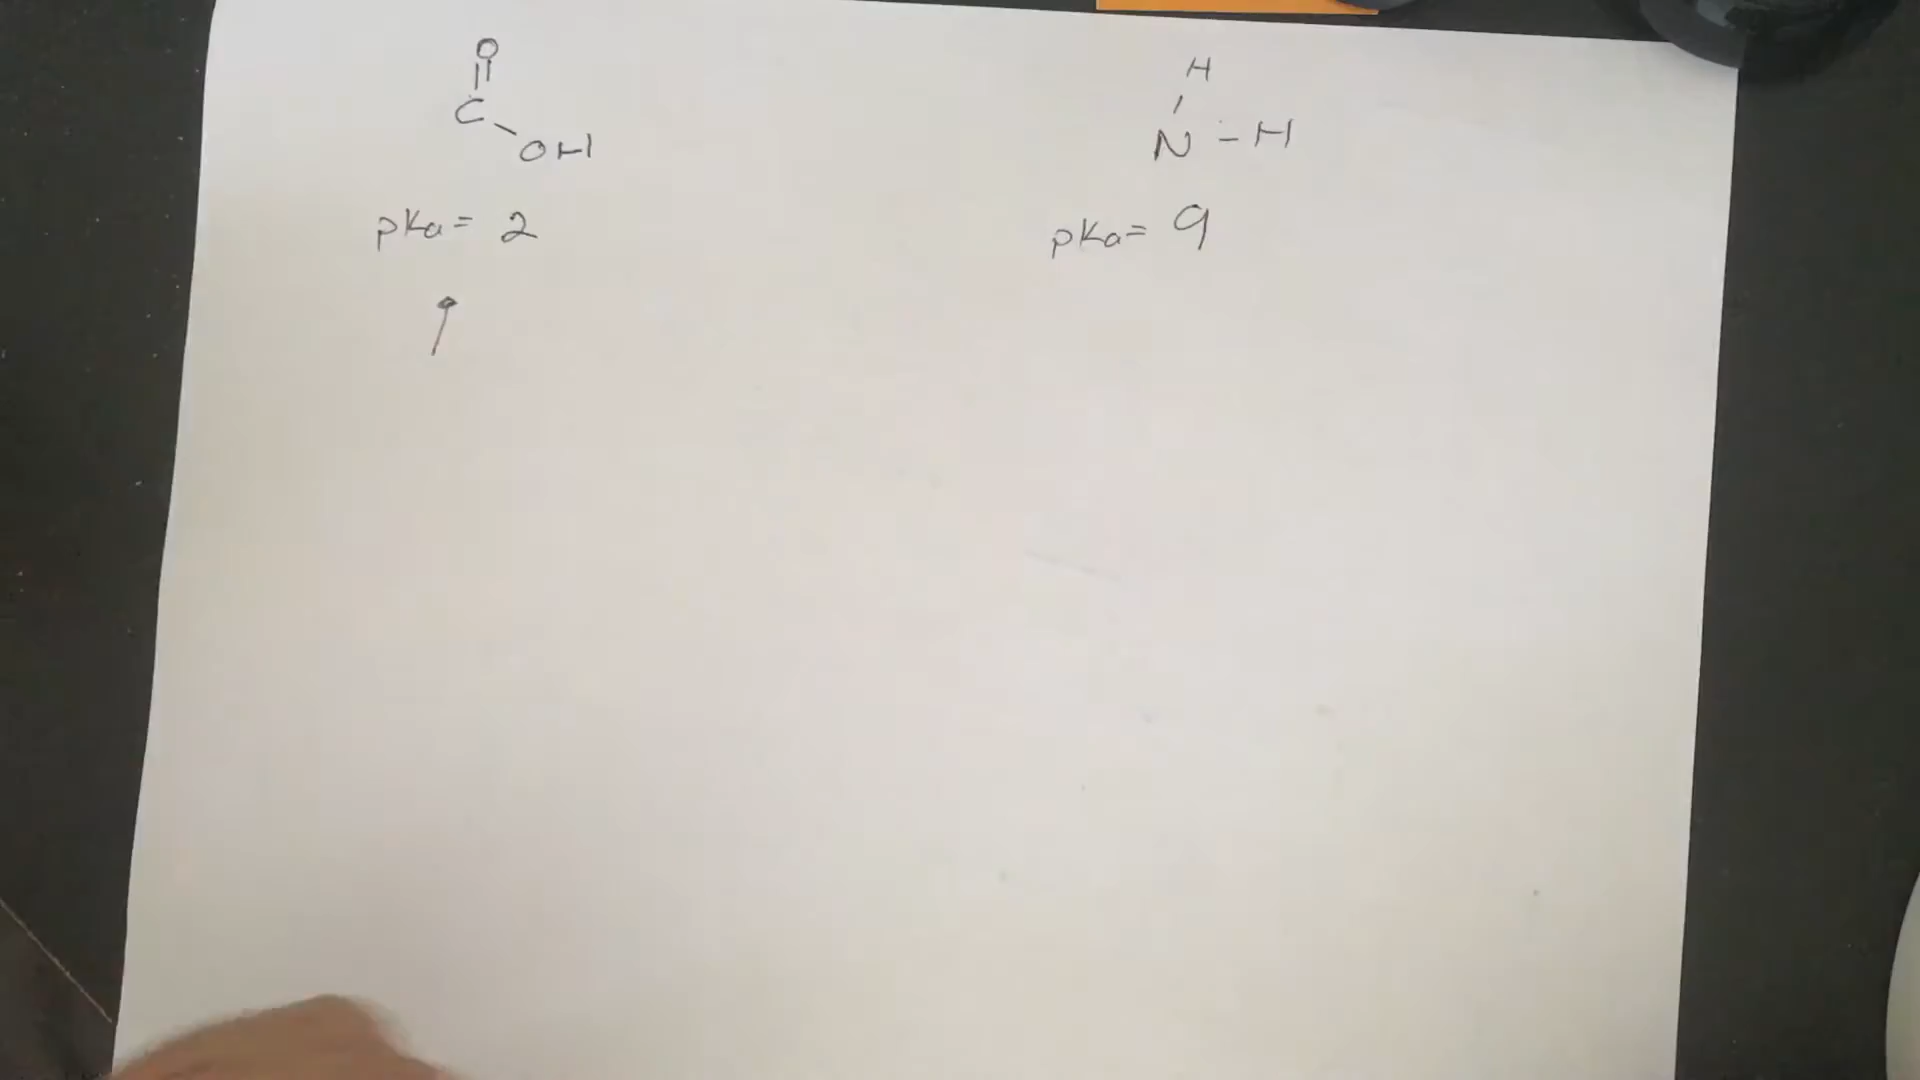 O
C
OH
pka= 2
H
N - H
pka= 9